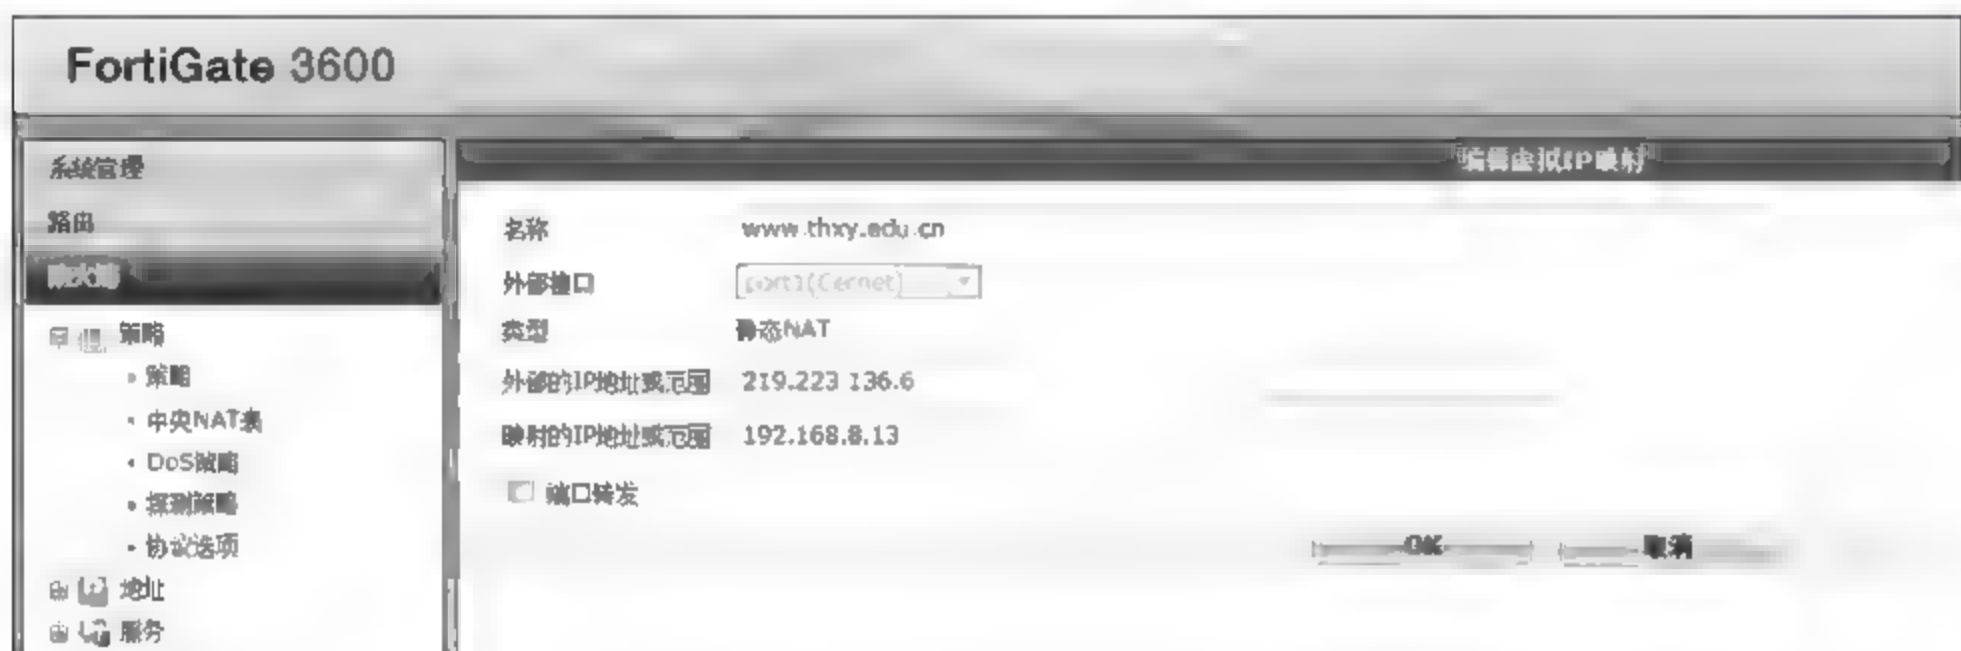 FortiGate 3600
系统管理
路由
防火墙
策略
策略
中央NAT表
DoS策略
探测策略
协议选项
地址
服务
编辑虚拟IP映射
名称 www.thxy.edu.cn
外部接口 port1(Cernet)
类型 静态NAT
外部的IP地址或范围 219.223.136.6
映射的IP地址或范围 192.168.8.13
端口转发
OK 取消